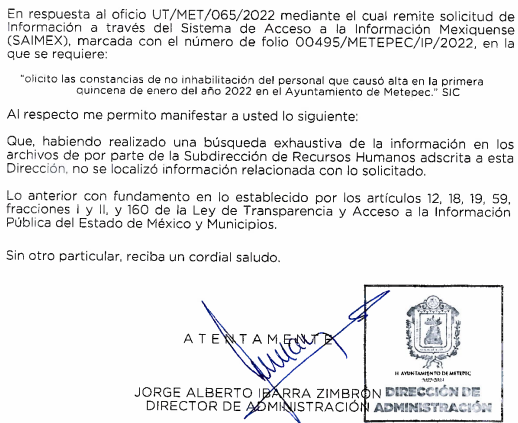 En respuesta al oficio UT/MET/065/2022 mediante el cual remite solicitud de
Información a través del Sistema de Acceso a la Información Mexiquense
(SAIMEX), marcada con el número de folio 00495/METEPEC/IP/2022, en la
que se requiere:
"olicito las constancias de no inhabilitación del personal que causó alta en la primera
quincena de enero del año 2022 en el Ayuntamiento de Metepec." SIC
Al respecto me permito manifestar a usted lo siguiente:
Que, habiendo realizado una búsqueda exhaustiva de la información en los
archivos de por parte de la Subdirección de Recursos Humanos adscrita a esta
Dirección, no se localizó información relacionada con lo solicitado.
Lo anterior con fundamento en lo establecido por los artículos 12, 18, 19, 59,
fracciones I y II, y 160 de la Ley de Transparencia y Acceso a la Información
Pública del Estado de México y Municipios.
Sin otro particular, reciba un cordial saludo.
ATENTAMENTE
JORGE ALBERTO IBARRA ZIMBRÓN
DIRECTOR DE ADMINISTRACIÓN
H. AYUNTAMIENTO DE METEPEC
DIRECCIÓN DE
ADMINISTRACIÓN